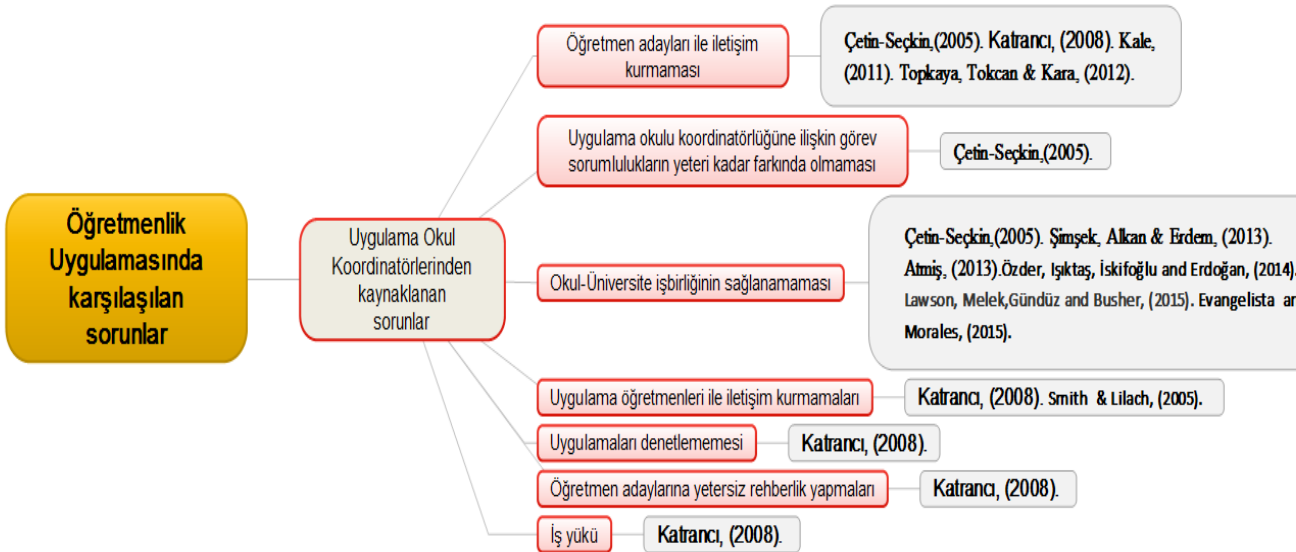 Öğretmenlik
Uygulamasında
karşılaşılan
sorunlar
Uygulama Okul
Koordinatörlerinden
kaynaklanan
sorunlar
Öğretmen adayları ile iletişim
kurmaması
Çetin-Seçkin,(2005). Katrancı, (2008). Kale,
(2011). Topkaya, Tokcan & Kara, (2012).
Uygulama okulu koordinatörlüğüne ilişkin görev
sorumlulukların yeteri kadar farkında olmaması
Çetin-Seçkin,(2005).
Okul-Üniversite işbirliğinin sağlanamaması
Çetin-Seçkin,(2005). Şimşek, Alkan & Erdem, (2013).
Atmiş, (2013).Özder, Işıktaş, İskifoğlu and Erdoğan, (2014).
Lawson, Melek,Gündüz and Busher, (2015). Evangelista
Morales, (2015).
Uygulama öğretmenleri ile iletişim kurmamaları
Katrancı, (2008). Smith & Lilach, (2005).
Uygulamaları denetlememesi
Katrancı, (2008).
Öğretmen adaylarına yetersiz rehberlik yapmaları
Katrancı, (2008).
İş yükü
Katrancı, (2008).